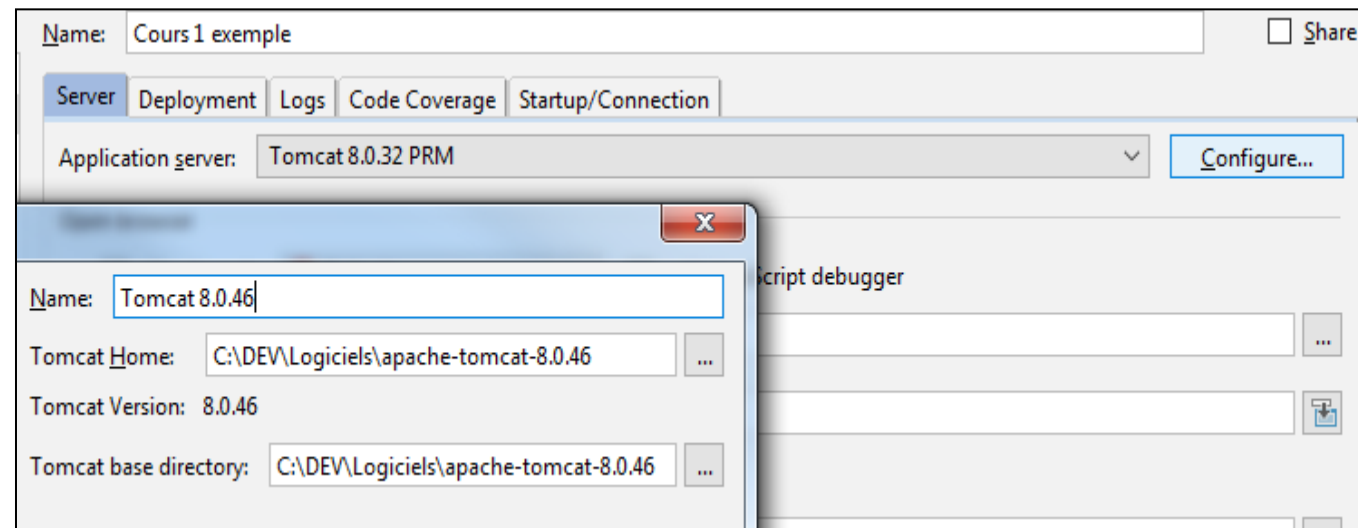 Name: Cours 1 exemple Share
Server Deployment Logs Code Coverage Startup/Connection
Application server: Tomcat 8.0.32 PRM Configure...
Script debugger
...
Name: Tomcat 8.0.46
Tomcat Home: C:\DEV\Logiciels\apache-tomcat-8.0.46 ...
Tomcat Version: 8.0.46
Tomcat base directory: C:\DEV\Logiciels\apache-tomcat-8.0.46 ...